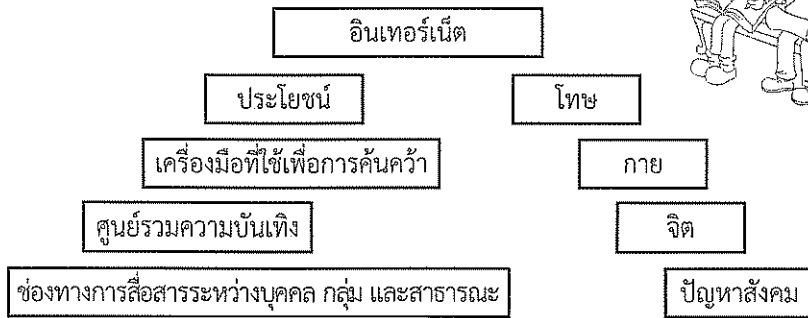 อินเทอร์เน็ต
ประโยชน์ โทษ
เครื่องมือที่ใช้เพื่อการค้นคว้า กาย
ศูนย์รวมความบันเทิง จิต
ช่องทางการสื่อสารระหว่างบุคคล กลุ่ม และสาธารณะ ปัญหาสังคม